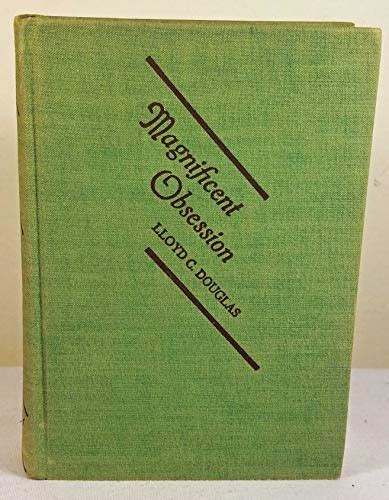 Magnificent
Obsession
LLOYD C. DOUGLAS